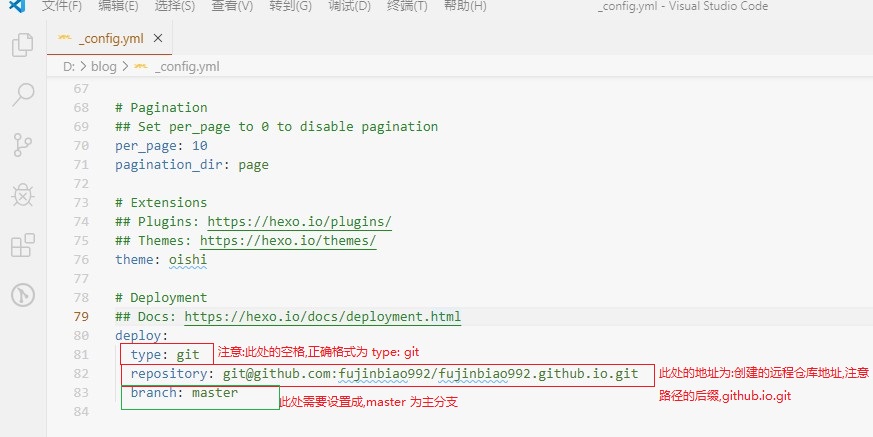 文件(F) 编辑(E) 选择(S) 查看(V) 转到(G) 调试(D) 终端(T) 帮助(H) _config.yml - Visual Studio Code
_config.yml
D: > blog > _config.yml
67
68 # Pagination
69 ## Set per_page to 0 to disable pagination
70 per_page: 10
71 pagination_dir: page
72
73 # Extensions
74 ## Plugins: https://hexo.io/plugins/
75 ## Themes: https://hexo.io/themes/
76 theme: oishi
77
78 # Deployment
79 ## Docs: https://hexo.io/docs/deployment.html
80 deploy:
81 type: git 注意:此处的空格,正确格式为 type: git
82 repository: git@github.com:fujinbiao992/fujinbiao992.github.io.git 此处的地址为:创建的远程仓库地址,注意
路径的后缀,github.io.git
83 branch: master 此处需要设置成,master 为主分支
84